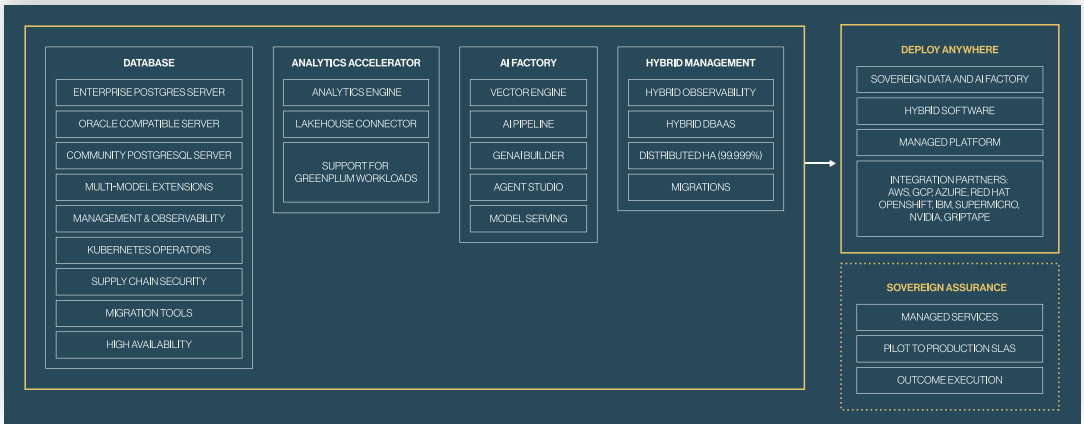 DATABASE
ENTERPRISE POSTGRES SERVER
ORACLE COMPATIBLE SERVER
COMMUNITY POSTGRESQL SERVER
MULTI-MODEL EXTENSIONS
MANAGEMENT & OBSERVABILITY
KUBERNETES OPERATORS
SUPPLY CHAIN SECURITY
MIGRATION TOOLS
HIGH AVAILABILITY
ANALYTICS ACCELERATOR
ANALYTICS ENGINE
LAKEHOUSE CONNECTOR
SUPPORT FOR
GREENPLUM WORKLOADS
AI FACTORY
VECTOR ENGINE
AI PIPELINE
GENAI BUILDER
AGENT STUDIO
MODEL SERVING
HYBRID MANAGEMENT
HYBRID OBSERVABILITY
HYBRID DBAAS
DISTRIBUTED HA (99.999%)
MIGRATIONS
DEPLOY ANYWHERE
SOVEREIGN DATA AND AI FACTORY
HYBRID SOFTWARE
MANAGED PLATFORM
INTEGRATION PARTNERS:
AWS, GCP, AZURE, RED HAT
OPENSHIFT, IBM, SUPERMICRO,
NVIDIA, GRIPTAPE
SOVEREIGN ASSURANCE
MANAGED SERVICES
PILOT TO PRODUCTION SLAS
OUTCOME EXECUTION